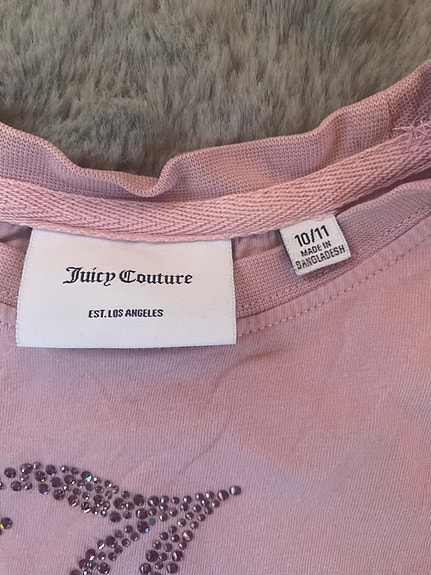 Juicy Couture
EST. LOS ANGELES
10/11
MADE IN
BANGLADESH